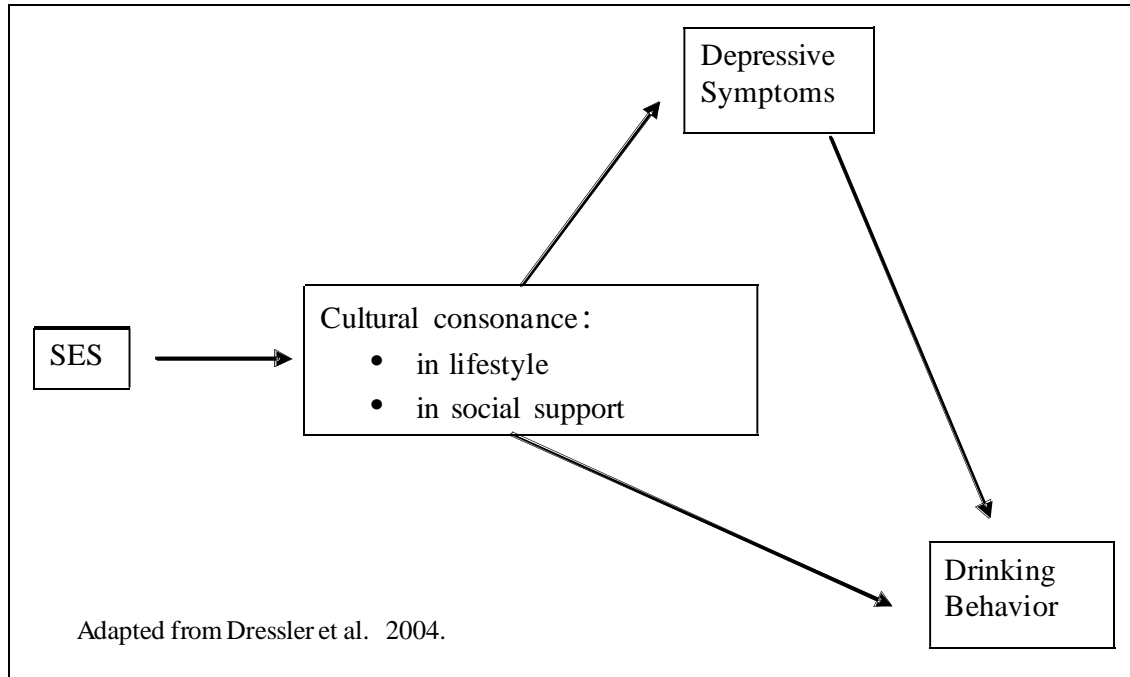 Depressive
Symptoms
SES
Cultural consonance:
• in lifestyle
• in social support
Drinking
Behavior
Adapted from Dressler et al. 2004.